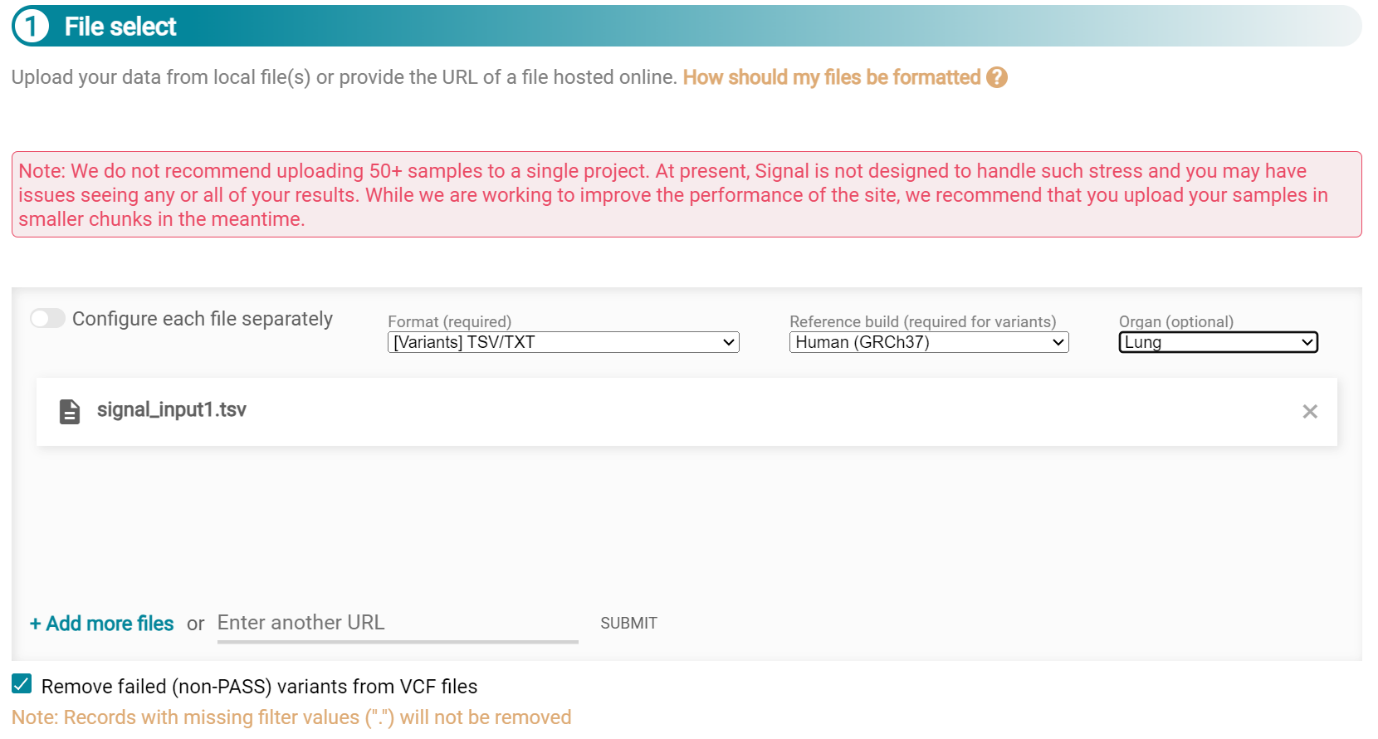 1 File select
Upload your data from local file(s) or provide the URL of a file hosted online. How should my files be formatted ?
Note: We do not recommend uploading 50+ samples to a single project. At present, Signal is not designed to handle such stress and you may have
issues seeing any or all of your results. While we are working to improve the performance of the site, we recommend that you upload your samples in
smaller chunks in the meantime.
Configure each file separately
Format (required)
[Variants] TSV/TXT
Reference build (required for variants)
Human (GRCh37)
Organ (optional)
Lung
signal_input1.tsv
+ Add more files or Enter another URL SUBMIT
Remove failed (non-PASS) variants from VCF files
Note: Records with missing filter values (".") will not be removed